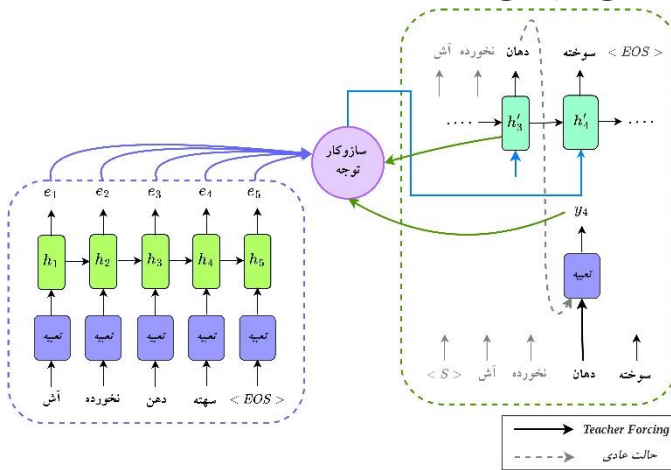 آش نخورده دهان سوخته <EOS>
.... h′₃ h′₄ ....
سازوکار
توجه
e₁ e₂ e₃ e₄ e₅
y₄
h₁ h₂ h₃ h₄ h₅
تعبیه
تعبیه تعبیه تعبیه تعبیه تعبیه
<S> آش نخورده دهان سوخته
آش نخورده دهن سهته <EOS>
Teacher Forcing
حالت عادی